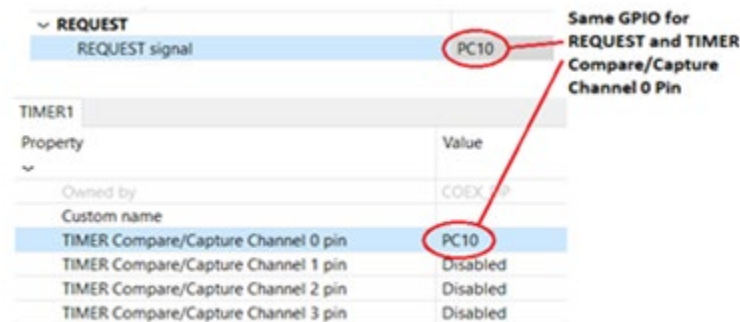 REQUEST
REQUEST signal PC10
Same GPIO for
REQUEST and TIMER
Compare/Capture
Channel 0 Pin
TIMER1
Property Value
Owned by
Custom name
TIMER Compare/Capture Channel 0 pin PC10
TIMER Compare/Capture Channel 1 pin Disabled
TIMER Compare/Capture Channel 2 pin Disabled
TIMER Compare/Capture Channel 3 pin Disabled